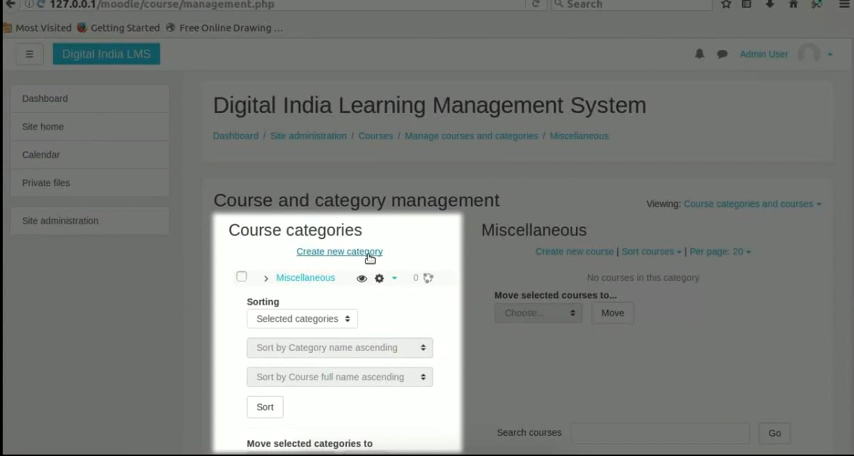 127.0.0.1/moodle/course/management.php
Search
Most Visited
Getting Started
Free Online Drawing ...
Digital India LMS
Admin User
Dashboard
Site home
Calendar
Private files
Site administration
Digital India Learning Management System
Dashboard / Site administration / Courses / Manage courses and categories / Miscellaneous
Course and category management
Viewing: Course categories and courses
Course categories
Create new category
Miscellaneous
0
Sorting
Selected categories
Sort by Category name ascending
Sort by Course full name ascending
Sort
Move selected categories to
Miscellaneous
Create new course | Sort courses | Per page: 20
No courses in this category
Move selected courses to...
Choose...
Move
Search courses
Go